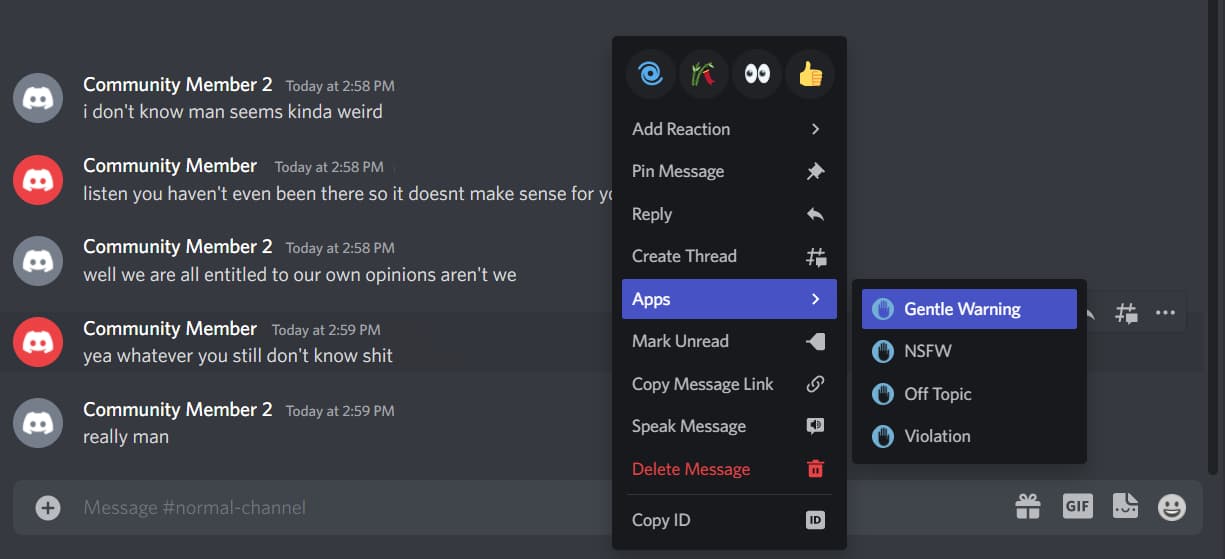 Community Member 2 Today at 2:58 PM
i don't know man seems kinda weird
Community Member Today at 2:58 PM
listen you haven't even been there so it doesnt make sense for
Community Member 2 Today at 2:58 PM
well we are all entitled to our own opinions aren't we
Community Member Today at 2:59 PM
yea whatever you still don't know shit
Community Member 2 Today at 2:59 PM
really man
Message #normal-channel
GIF
Add Reaction
Pin Message
Reply
Create Thread
Apps
Mark Unread
Copy Message Link
Speak Message
Delete Message
Copy ID
ID
Gentle Warning
NSFW
Off Topic
Violation